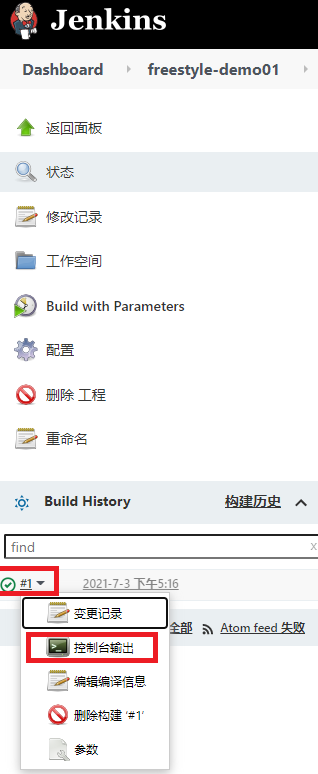 Jenkins
Dashboard freestyle-demo01
返回面板
状态
修改记录
工作空间
Build with Parameters
配置
删除 工程
重命名
Build History 构建历史
find x
#1 2021-7-3 下午5:16
变更记录
全部 Atom feed 失败
控制台输出
编辑编译信息
删除构建 ‘#1’
参数